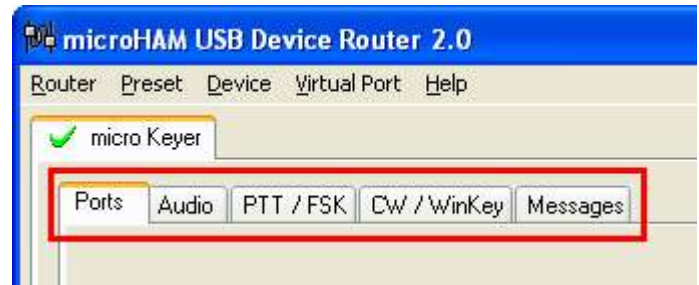 microHAM USB Device Router 2.0
Router Preset Device Virtual Port Help
micro Keyer
Ports Audio PTT / FSK CW / WinKey Messages